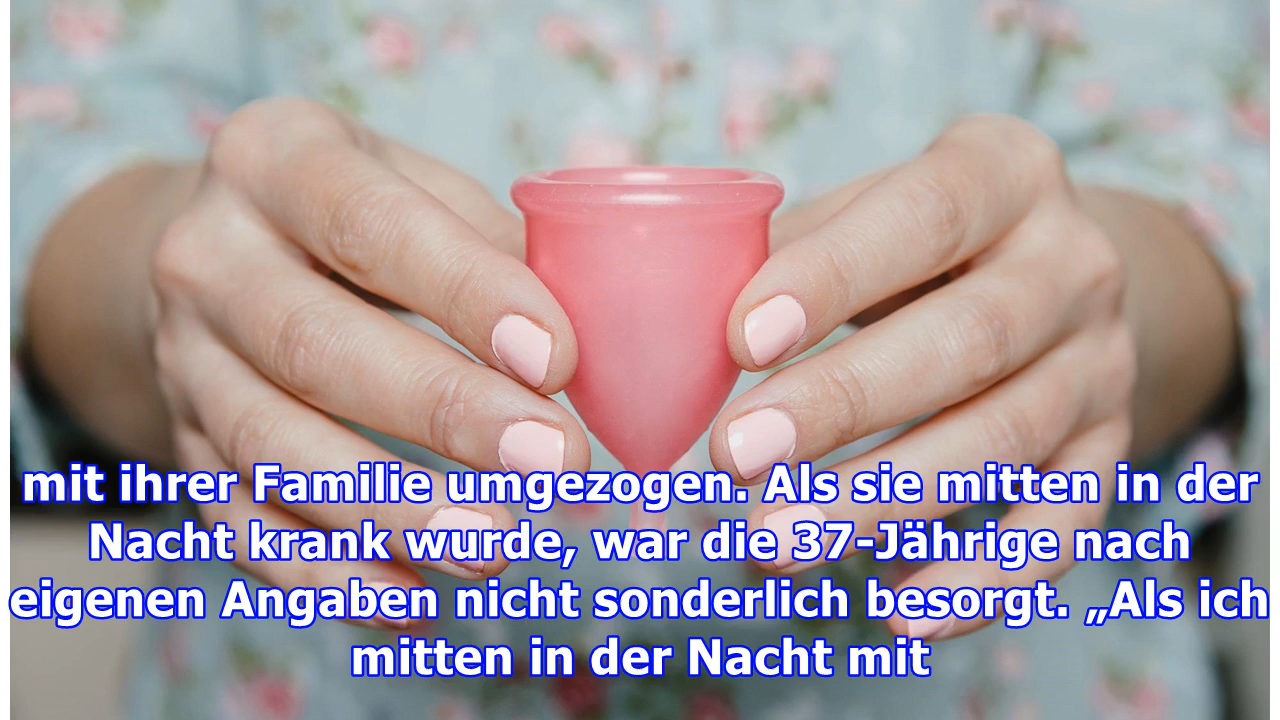 mit ihrer Familie umgezogen. Als sie mitten in der
Nacht krank wurde, war die 37-Jährige nach
eigenen Angaben nicht sonderlich besorgt. „Als ich
mitten in der Nacht mit